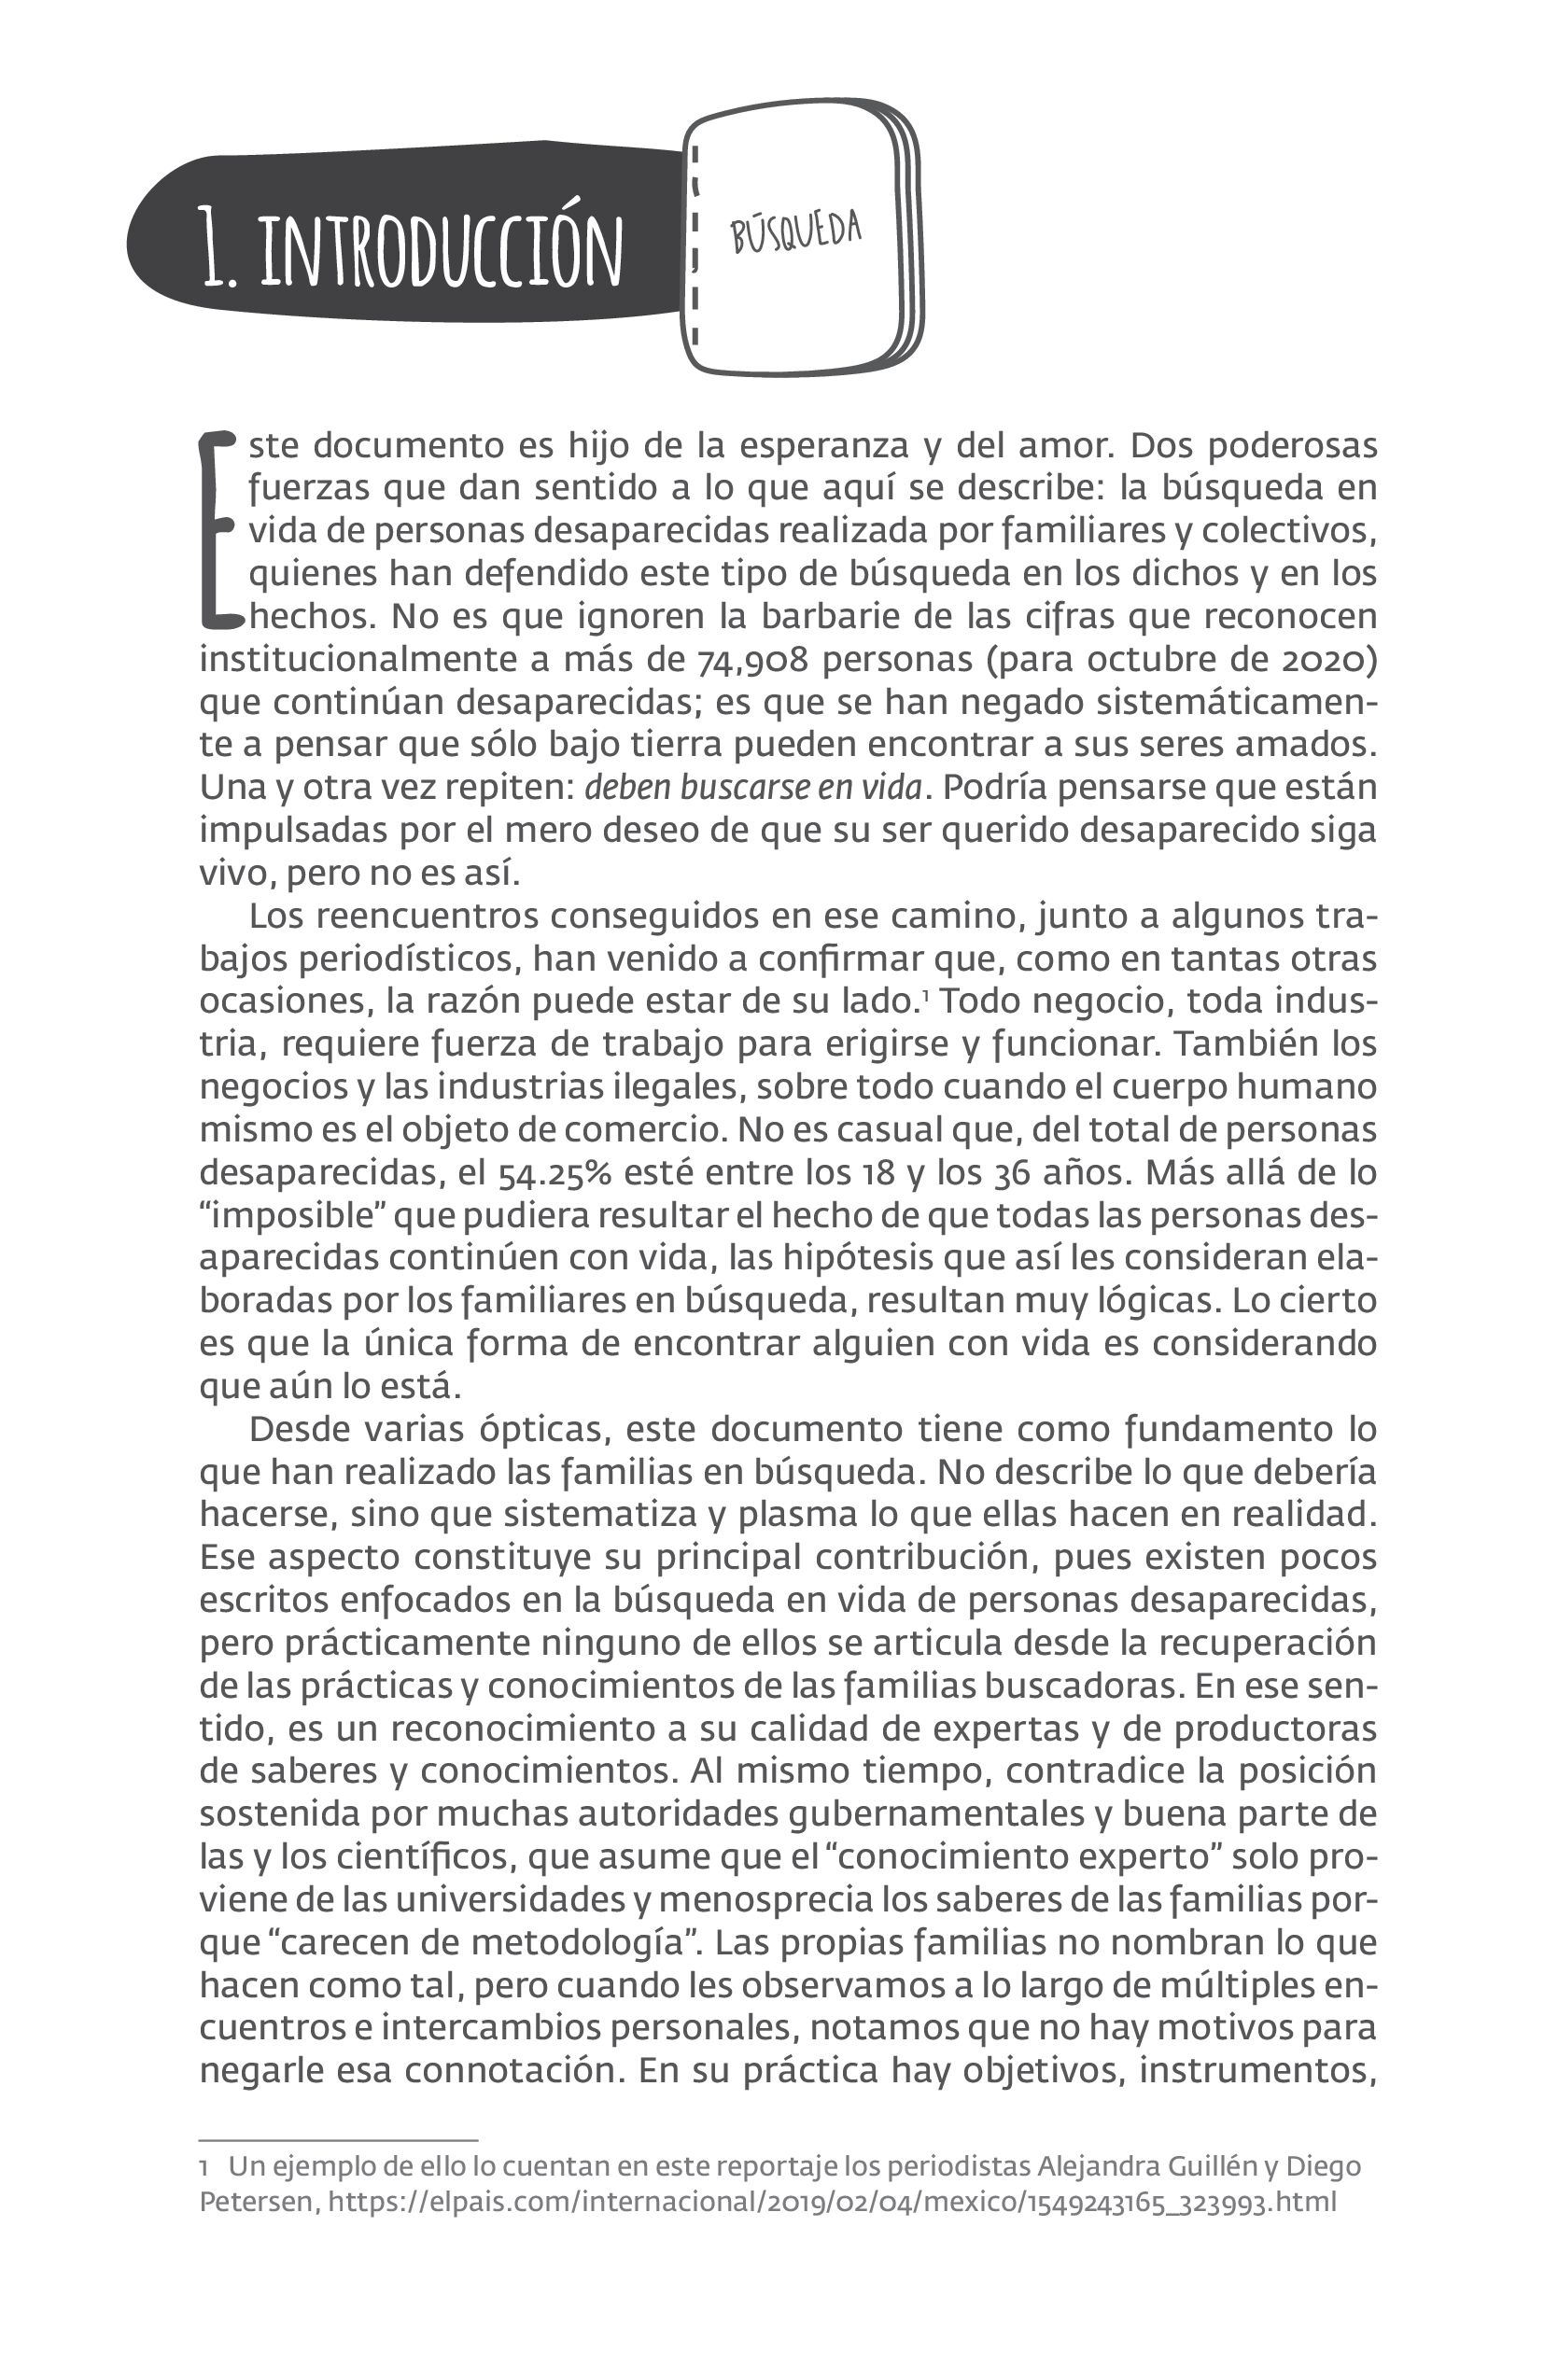 1. INTRODUCCIÓN
BÚSQUEDA
Este documento es hijo de la esperanza y del amor. Dos poderosas
fuerzas que dan sentido a lo que aquí se describe: la búsqueda en
vida de personas desaparecidas realizada por familiares y colectivos,
quienes han defendido este tipo de búsqueda en los dichos y en los
hechos. No es que ignoren la barbarie de las cifras que reconocen
institucionalmente a más de 74,908 personas (para octubre de 2020)
que continúan desaparecidas; es que se han negado sistemáticamen-
te a pensar que sólo bajo tierra pueden encontrar a sus seres amados.
Una y otra vez repiten: deben buscarse en vida. Podría pensarse que están
impulsadas por el mero deseo de que su ser querido desaparecido siga
vivo, pero no es así.
Los reencuentros conseguidos en ese camino, junto a algunos tra-
bajos periodísticos, han venido a confirmar que, como en tantas otras
ocasiones, la razón puede estar de su lado.1 Todo negocio, toda indus-
tria, requiere fuerza de trabajo para erigirse y funcionar. También los
negocios y las industrias ilegales, sobre todo cuando el cuerpo humano
mismo es el objeto de comercio. No es casual que, del total de personas
desaparecidas, el 54.25% esté entre los 18 y los 36 años. Más allá de lo
“imposible” que pudiera resultar el hecho de que todas las personas des-
aparecidas continúen con vida, las hipótesis que así les consideran ela-
boradas por los familiares en búsqueda, resultan muy lógicas. Lo cierto
es que la única forma de encontrar alguien con vida es considerando
que aún lo está.
Desde varias ópticas, este documento tiene como fundamento lo
que han realizado las familias en búsqueda. No describe lo que debería
hacerse, sino que sistematiza y plasma lo que ellas hacen en realidad.
Ese aspecto constituye su principal contribución, pues existen pocos
escritos enfocados en la búsqueda en vida de personas desaparecidas,
pero prácticamente ninguno de ellos se articula desde la recuperación
de las prácticas y conocimientos de las familias buscadoras. En ese sen-
tido, es un reconocimiento a su calidad de expertas y de productoras
de saberes y conocimientos. Al mismo tiempo, contradice la posición
sostenida por muchas autoridades gubernamentales y buena parte de
las y los científicos, que asume que el “conocimiento experto” solo pro-
viene de las universidades y menosprecia los saberes de las familias por-
que “carecen de metodología”. Las propias familias no nombran lo que
hacen como tal, pero cuando les observamos a lo largo de múltiples en-
cuentros e intercambios personales, notamos que no hay motivos para
negarle esa connotación. En su práctica hay objetivos, instrumentos,
1 Un ejemplo de ello lo cuentan en este reportaje los periodistas Alejandra Guillén y Diego
Petersen, https://elpais.com/internacional/2019/02/04/mexico/1549243165_323993.html